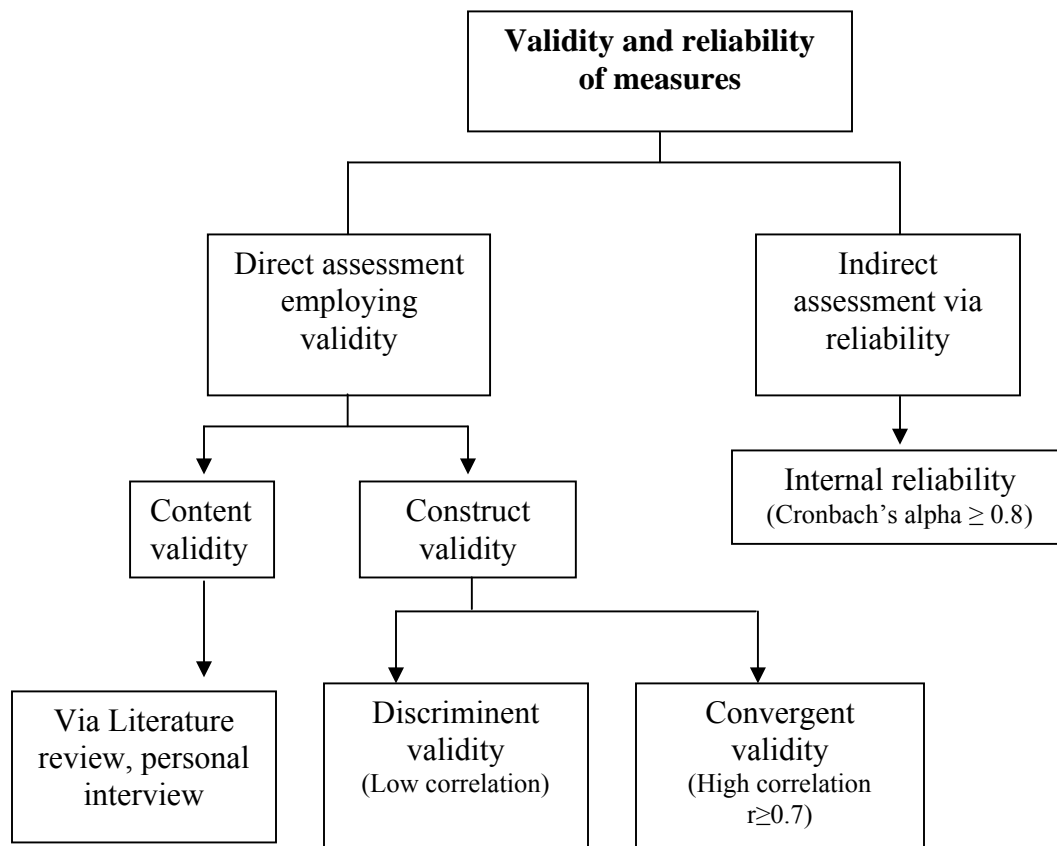 Validity and reliability
of measures
Direct assessment
employing
validity
Indirect
assessment via
reliability
Content
validity
Construct
validity
Internal reliability
(Cronbach’s alpha ≥ 0.8)
Via Literature
review, personal
interview
Discriminent
validity
(Low correlation)
Convergent
validity
(High correlation
r≥0.7)